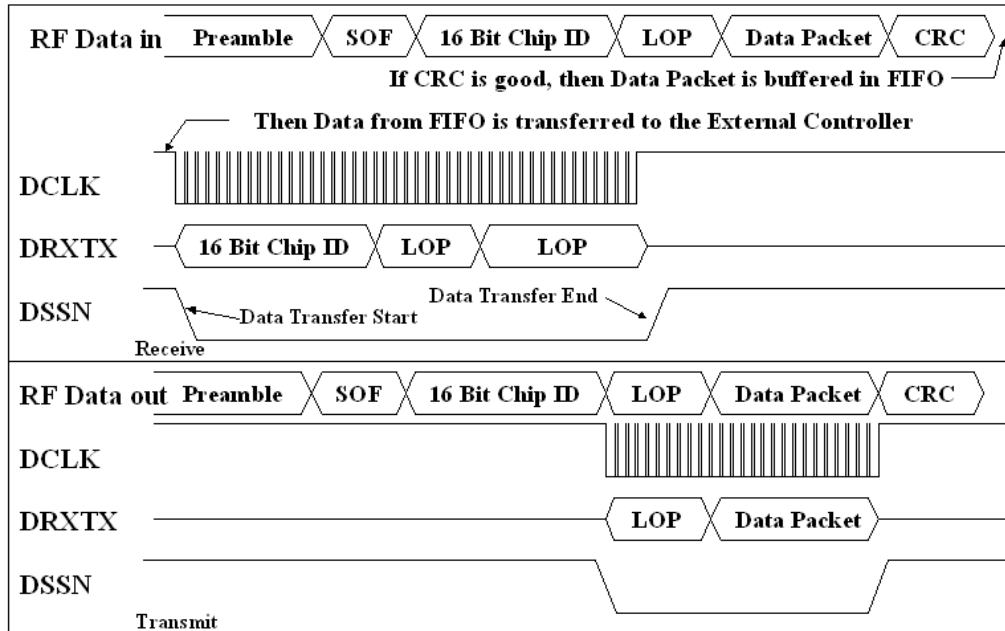 RF Data in Preamble SOF 16 Bit Chip ID LOP Data Packet CRC
If CRC is good, then Data Packet is buffered in FIFO
Then Data from FIFO is transferred to the External Controller
DCLK
DRXTX 16 Bit Chip ID LOP LOP
DSSN Data Transfer Start Data Transfer End
Receive
RF Data out Preamble SOF 16 Bit Chip ID LOP Data Packet CRC
DCLK
DRXTX LOP Data Packet
DSSN
Transmit